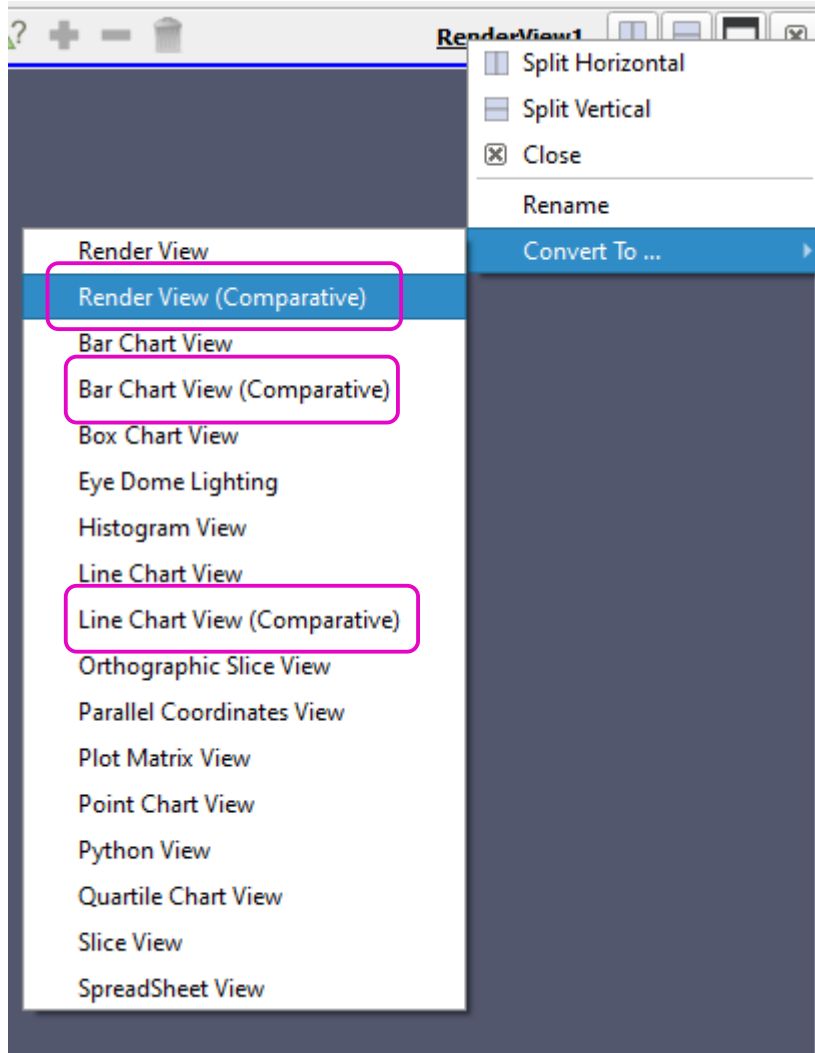 ?
RenderView1
Split Horizontal
Split Vertical
Close
Rename
Convert To ...
Render View
Render View (Comparative)
Bar Chart View
Bar Chart View (Comparative)
Box Chart View
Eye Dome Lighting
Histogram View
Line Chart View
Line Chart View (Comparative)
Orthographic Slice View
Parallel Coordinates View
Plot Matrix View
Point Chart View
Python View
Quartile Chart View
Slice View
SpreadSheet View